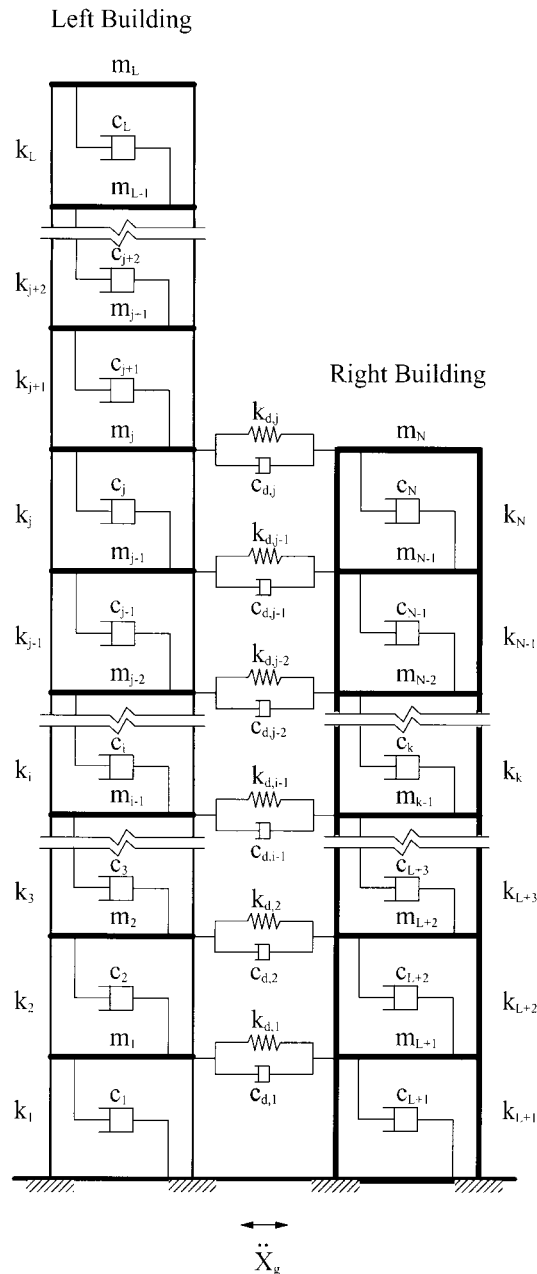 Left Building
m_L
c_L
k_L
m_{L-1}
c_{j+2}
k_{j+2}
m_{j+1}
c_{j+1}
k_{j+1}
Right Building
m_j
k_{d,j}
m_N
c_{d,j}
c_j
c_N
k_j
k_N
m_{j-1}
k_{d,j-1}
m_{N-1}
c_{d,j-1}
c_{j-1}
c_{N-1}
k_{j-1}
k_{N-1}
m_{j-2}
k_{d,j-2}
m_{N-2}
c_{d,j-2}
c_i
c_k
k_i
k_k
m_{i-1}
k_{d,i-1}
m_{k-1}
c_{d,i-1}
c_3
c_{L+3}
k_3
k_{L+3}
m_2
k_{d,2}
m_{L+2}
c_{d,2}
c_2
c_{L+2}
k_2
k_{L+2}
m_1
k_{d,1}
m_{L+1}
c_{d,1}
c_1
c_{L+1}
k_1
k_{L+1}
Ẍ_g